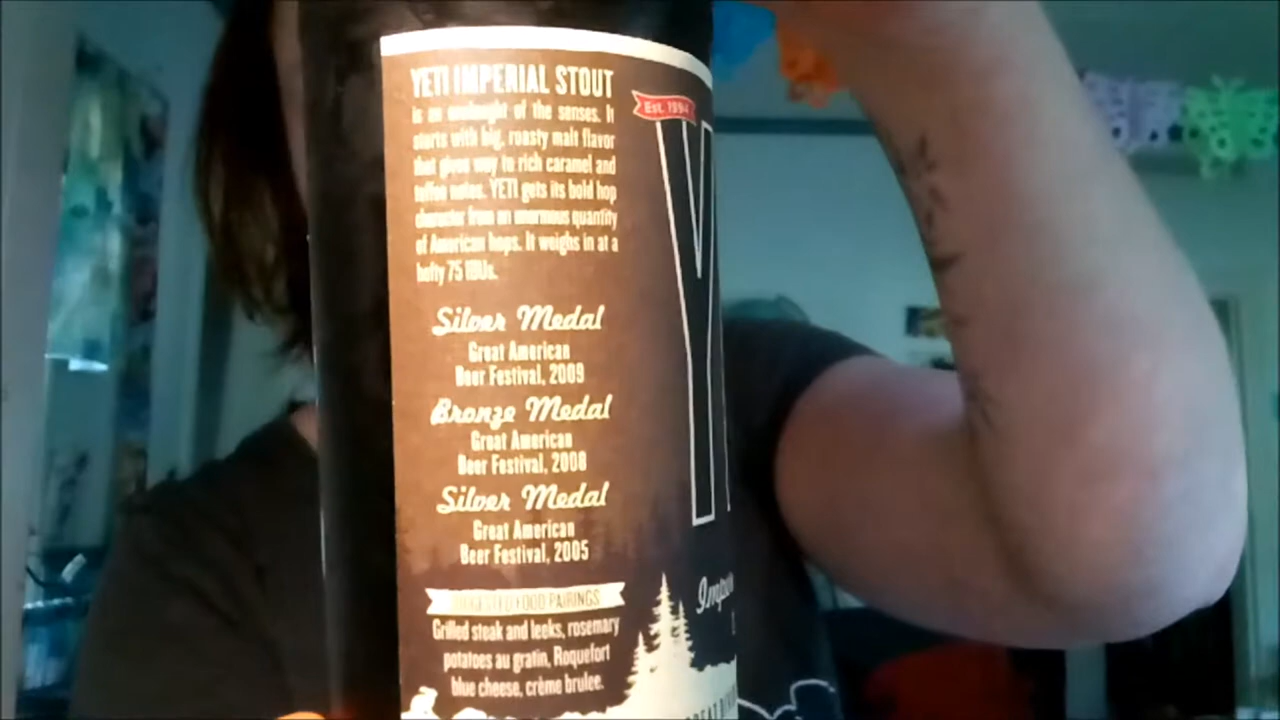 YETI IMPERIAL STOUT
is an onslaught of the senses. It
starts with big, roasty malt flavor
that gives way to rich caramel and
toffee notes. YETI gets its bold hop
character from an enormous quantity
of American hops. It weighs in at a
hefty 75 IBUs.
Silver Medal
Great American
Beer Festival, 2009
Bronze Medal
Great American
Beer Festival, 2008
Silver Medal
Great American
Beer Festival, 2005
SUGGESTED FOOD PAIRINGS
Grilled steak and leeks, rosemary
potatoes au gratin, Roquefort
blue cheese, crème brulee.
Est. 1994
Y